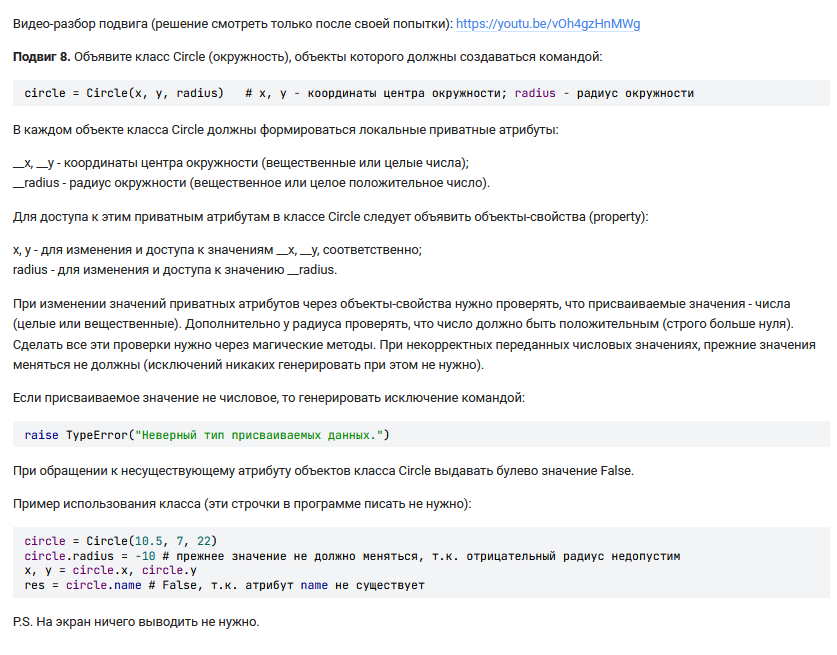 Видео-разбор подвига (решение смотреть только после своей попытки): https://youtu.be/vOh4gzHnMWg
Подвиг 8. Объявите класс Circle (окружность), объекты которого должны создаваться командой:
circle = Circle(x, y, radius)   # x, y - координаты центра окружности; radius - радиус окружности
В каждом объекте класса Circle должны формироваться локальные приватные атрибуты:
__x, __y - координаты центра окружности (вещественные или целые числа);
__radius - радиус окружности (вещественное или целое положительное число).
Для доступа к этим приватным атрибутам в классе Circle следует объявить объекты-свойства (property):
x, y - для изменения и доступа к значениям __x, __y, соответственно;
radius - для изменения и доступа к значению __radius.
При изменении значений приватных атрибутов через объекты-свойства нужно проверять, что присваиваемые значения - числа
(целые или вещественные). Дополнительно у радиуса проверять, что число должно быть положительным (строго больше нуля).
Сделать все эти проверки нужно через магические методы. При некорректных переданных числовых значениях, прежние значения
меняться не должны (исключений никаких генерировать при этом не нужно).
Если присваиваемое значение не числовое, то генерировать исключение командой:
raise TypeError("Неверный тип присваиваемых данных.")
При обращении к несуществующему атрибуту объектов класса Circle выдавать булево значение False.
Пример использования класса (эти строчки в программе писать не нужно):
circle = Circle(10.5, 7, 22)
circle.radius = -10 # прежнее значение не должно меняться, т.к. отрицательный радиус недопустим
x, y = circle.x, circle.y
res = circle.name # False, т.к. атрибут name не существует
P.S. На экран ничего выводить не нужно.